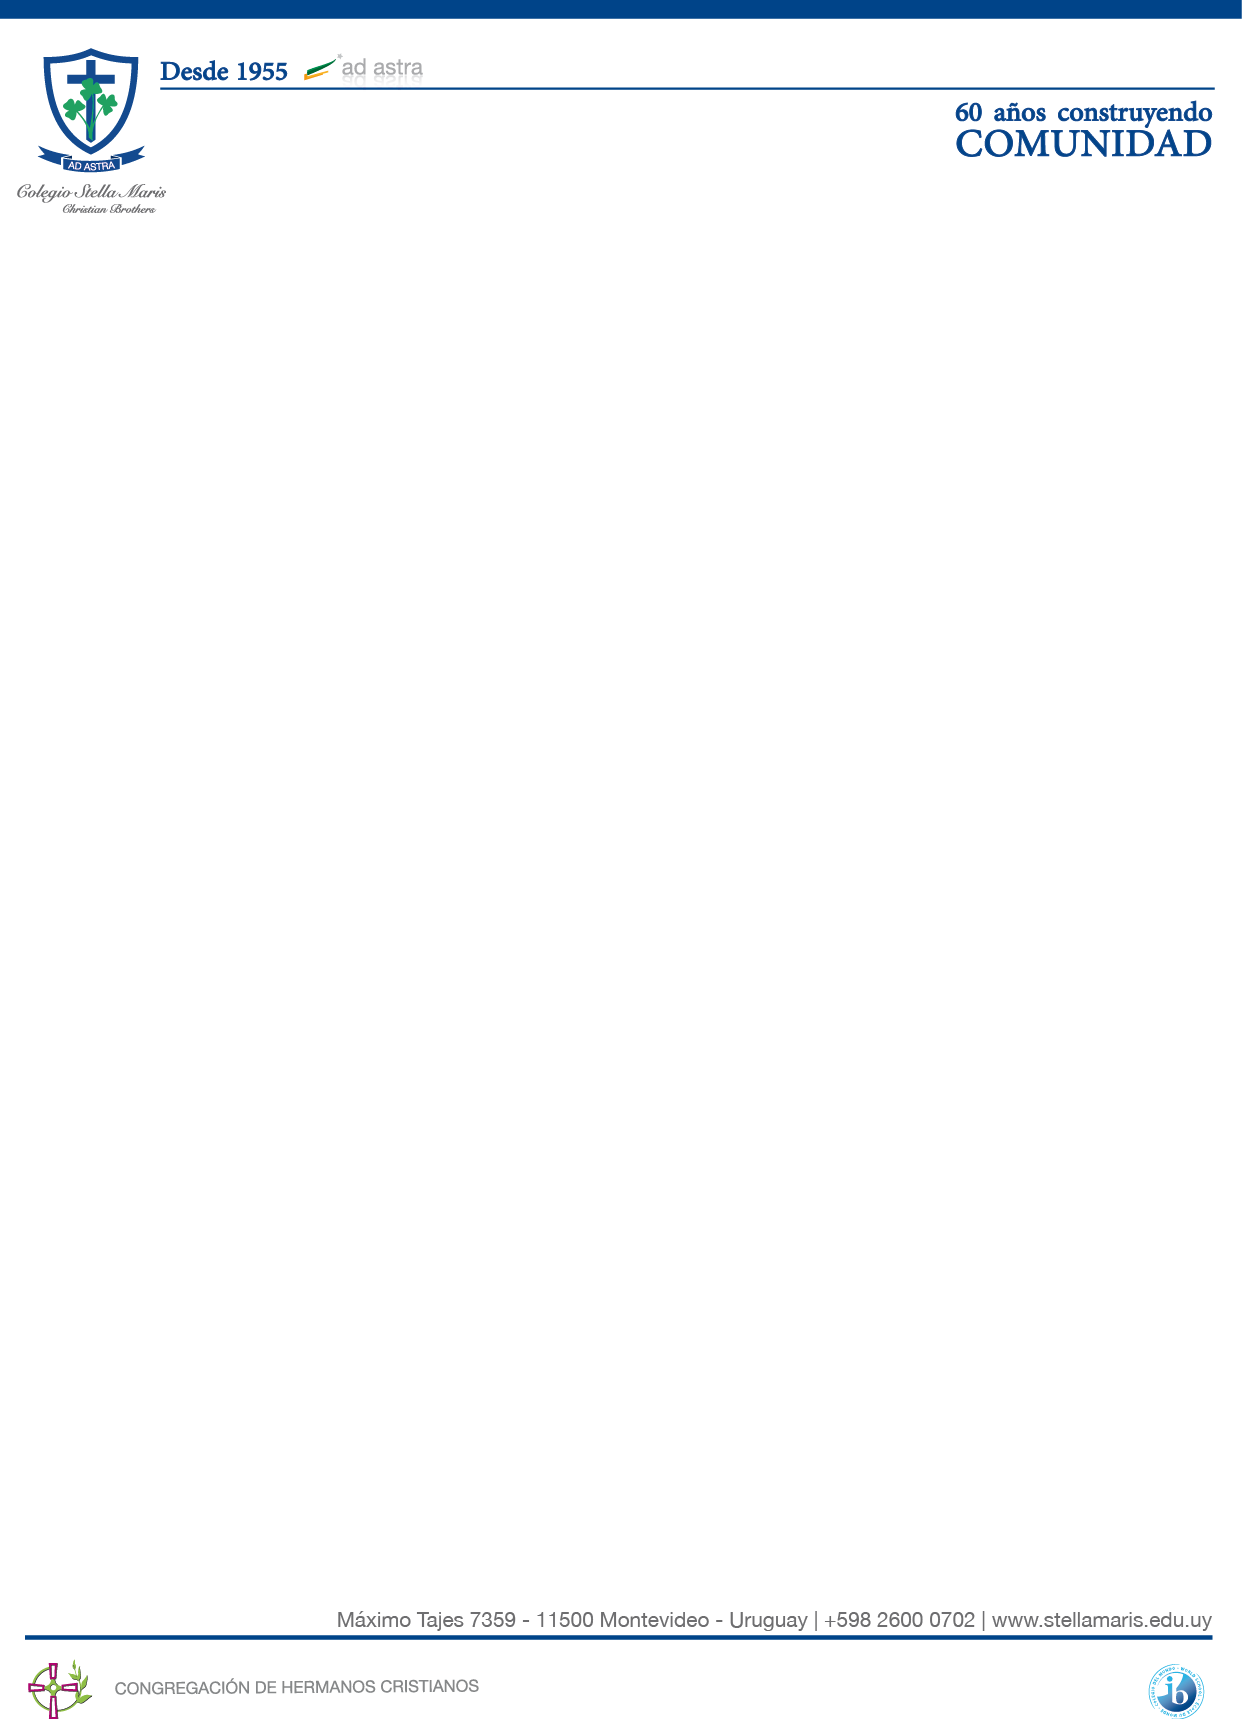 Desde 1955
ad astra
60 años construyendo
COMUNIDAD
AD ASTRA
Colegio Stella Maris
Christian Brothers
Máximo Tajes 7359 - 11500 Montevideo - Uruguay | +598 2600 0702 | www.stellamaris.edu.uy
CONGREGACIÓN DE HERMANOS CRISTIANOS
ib